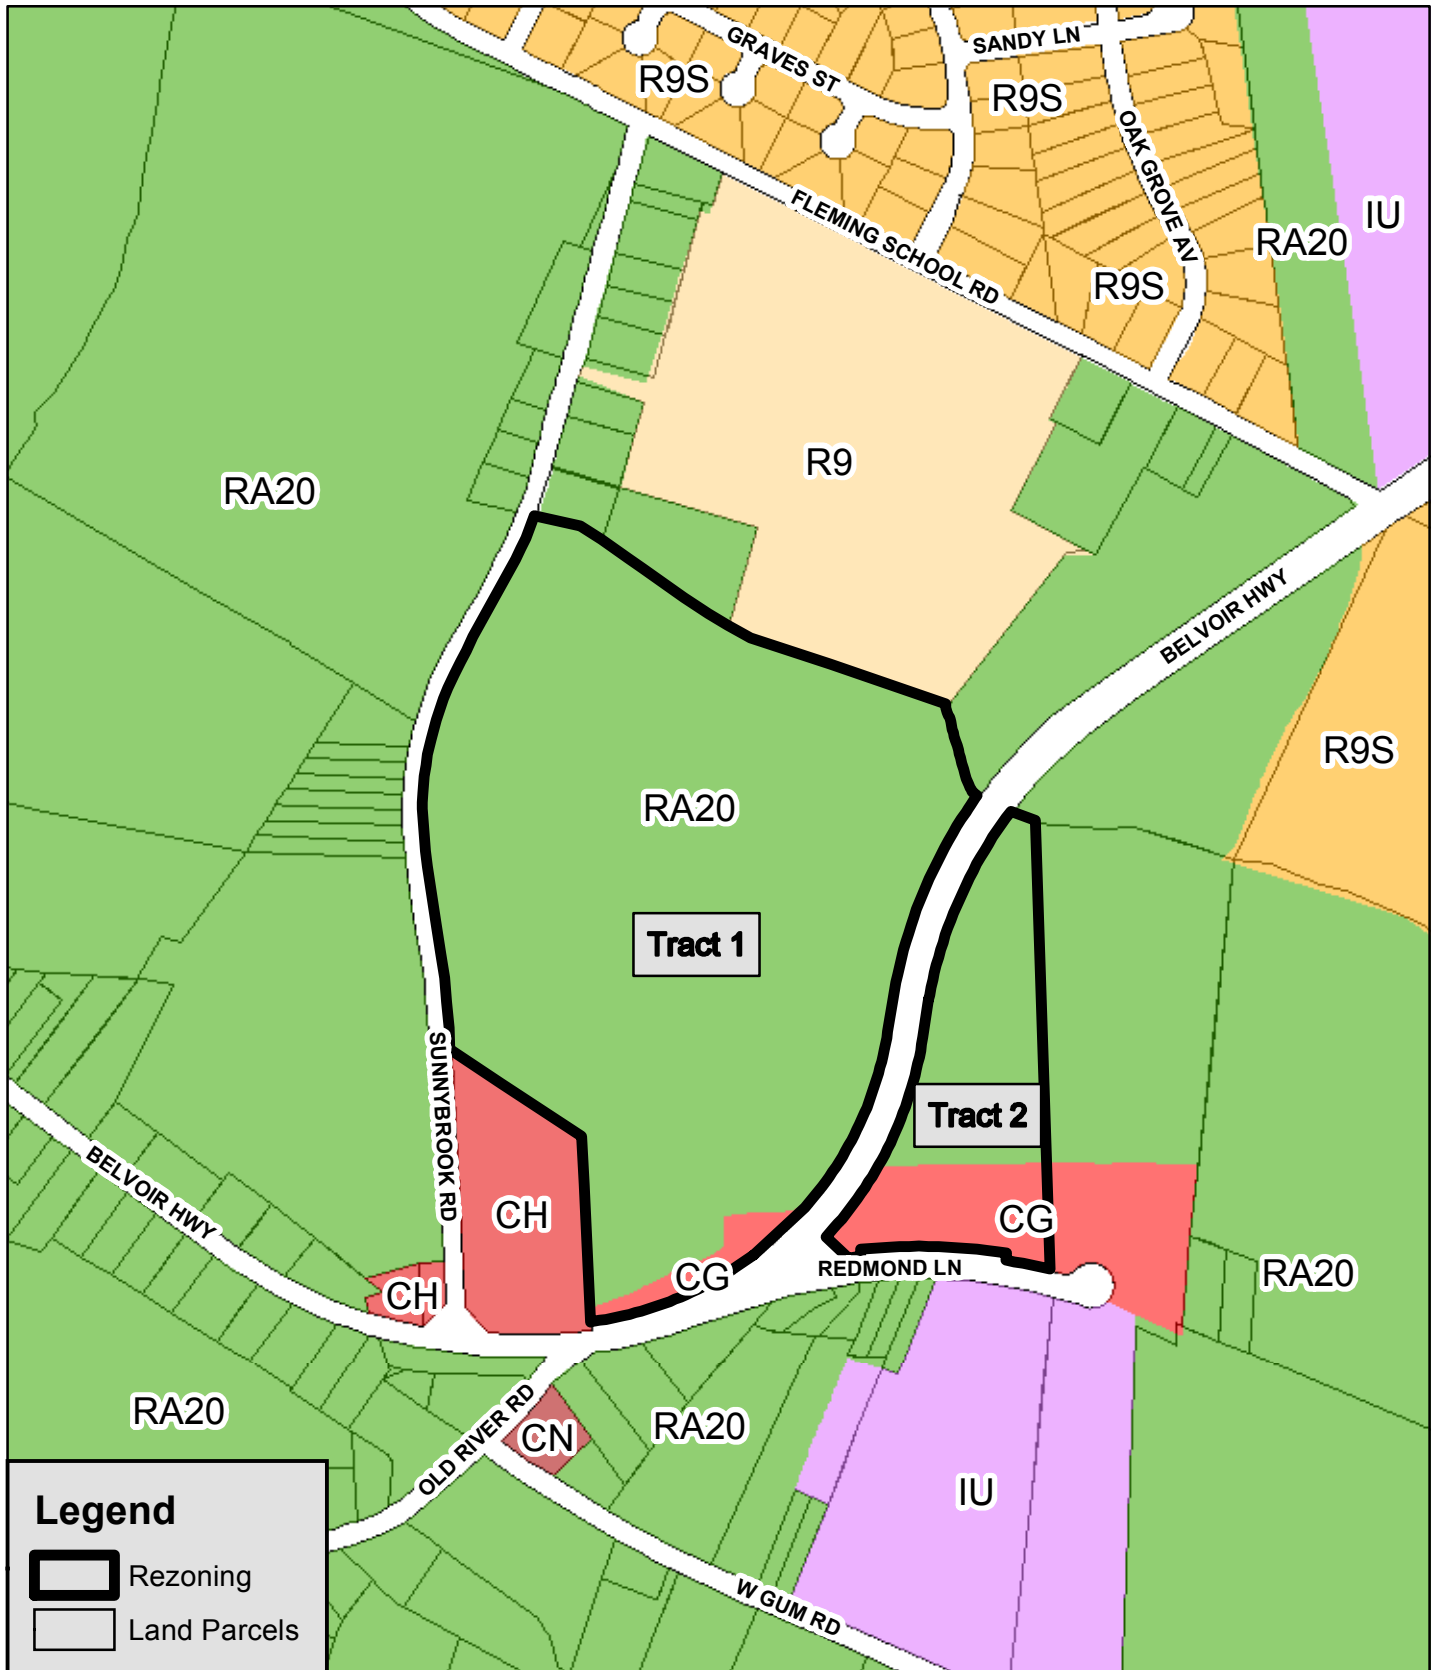 GRAVES ST
SANDY LN
R9S
R9S
OAK GROVE AV
FLEMING SCHOOL RD
IU
RA20
R9S
R9
RA20
BELVOIR HWY
R9S
RA20
Tract 1
SUNNYBROOK RD
Tract 2
BELVOIR HWY
CH
CG
CG
REDMOND LN
RA20
CH
RA20
OLD RIVER RD
CN
RA20
IU
W GUM RD
Legend
Rezoning
Land Parcels